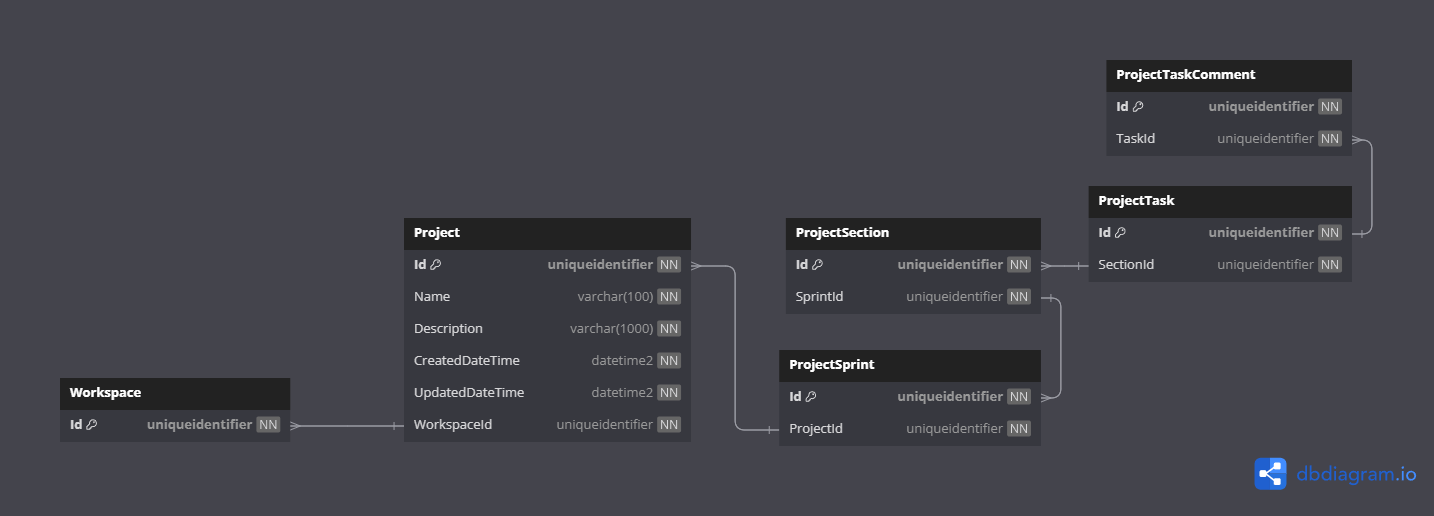 Workspace
Id uniqueidentifier NN
Project
Id uniqueidentifier NN
Name varchar(100) NN
Description varchar(1000) NN
CreatedDateTime datetime2 NN
UpdatedDateTime datetime2 NN
WorkspaceId uniqueidentifier NN
ProjectSection
Id uniqueidentifier NN
SprintId uniqueidentifier NN
ProjectSprint
Id uniqueidentifier NN
ProjectId uniqueidentifier NN
ProjectTaskComment
Id uniqueidentifier NN
TaskId uniqueidentifier NN
ProjectTask
Id uniqueidentifier NN
SectionId uniqueidentifier NN
dbdiagram.io